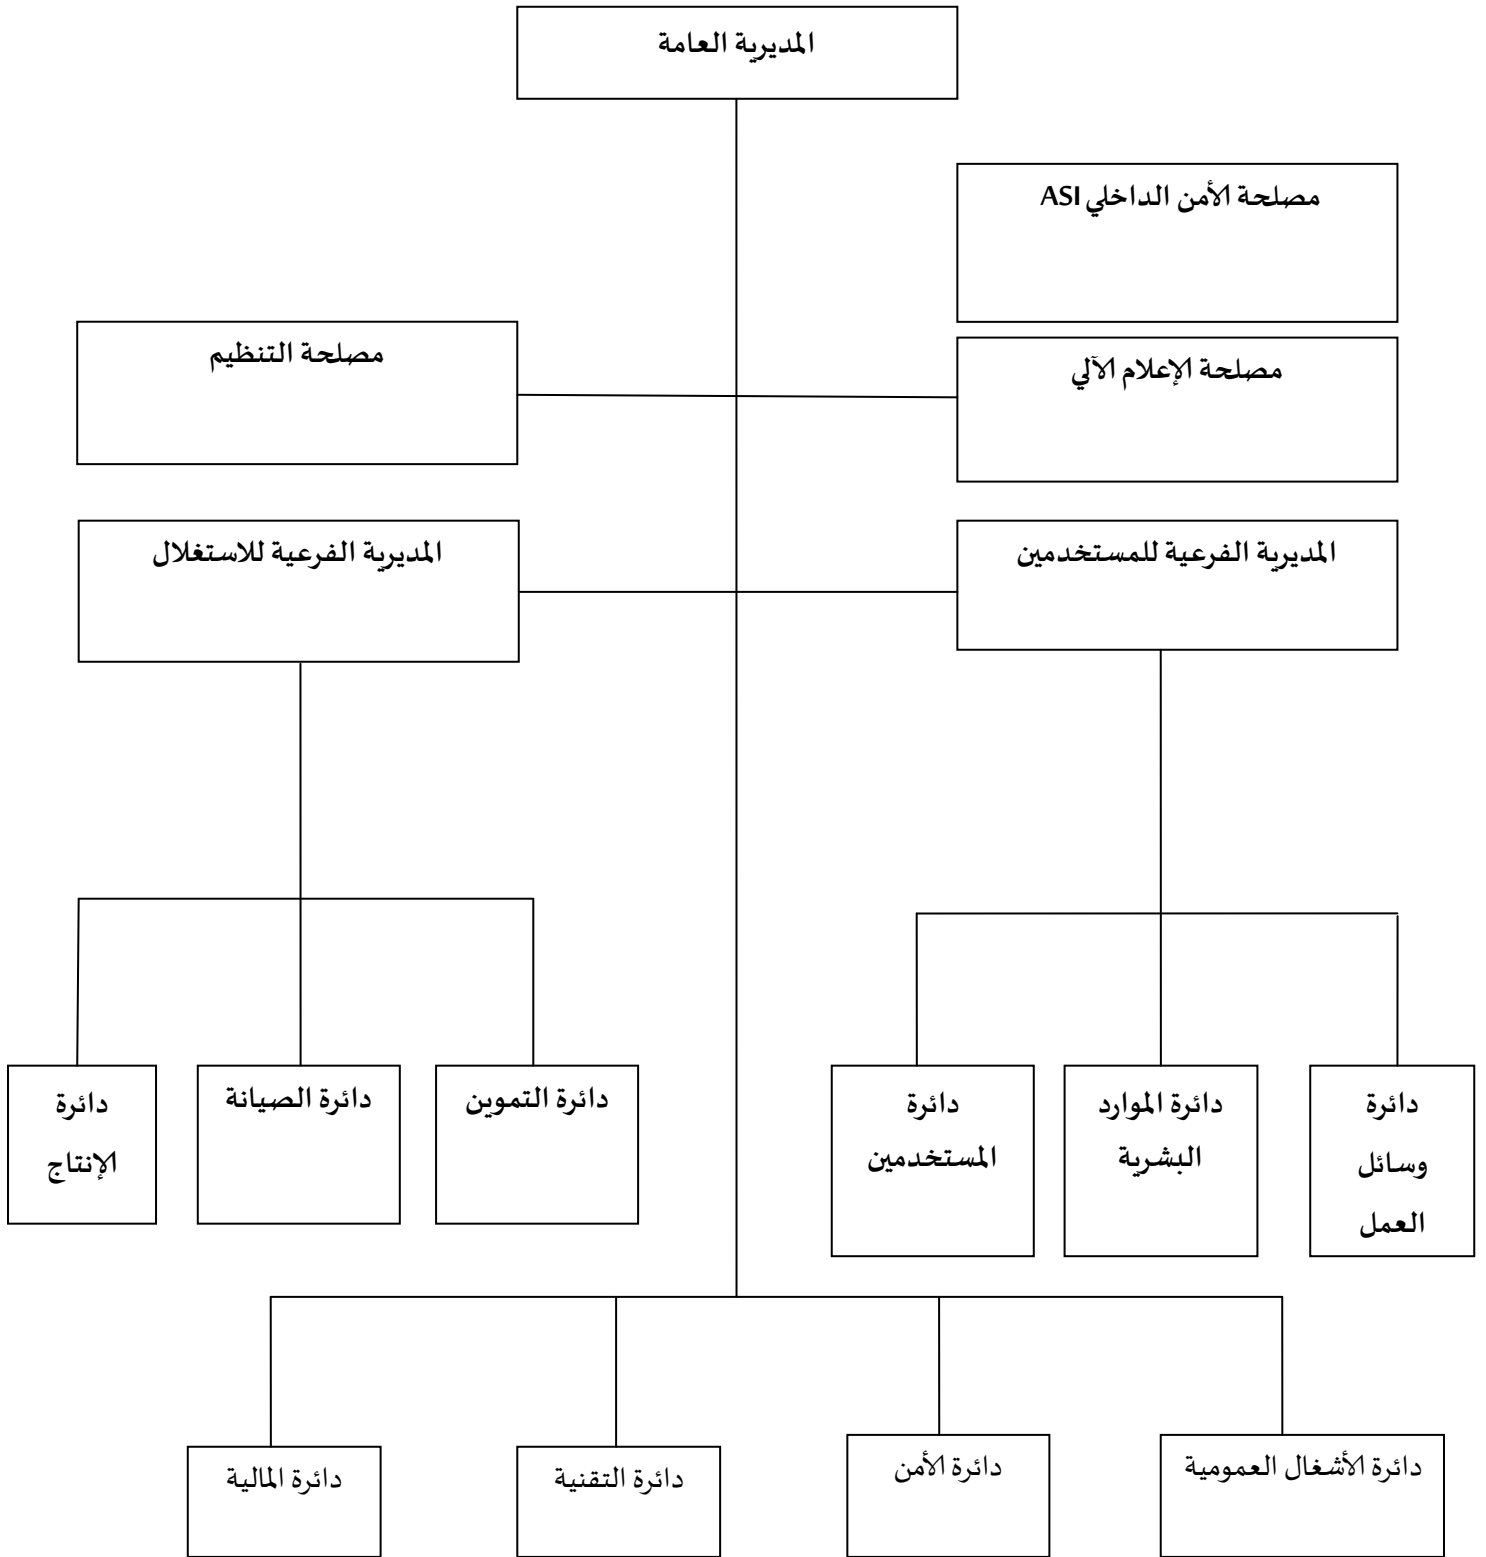 المديرية العامة
مصلحة الأمن الداخلي ASI
مصلحة التنظيم
مصلحة الإعلام الآلي
المديرية الفرعية للمستخدمين
المديرية الفرعية للاستغلال
دائرة
وسائل
العمل
دائرة الموارد
البشرية
دائرة
المستخدمين
دائرة التموين
دائرة الصيانة
دائرة
الإنتاج
دائرة الأشغال العمومية
دائرة الأمن
دائرة التقنية
دائرة المالية